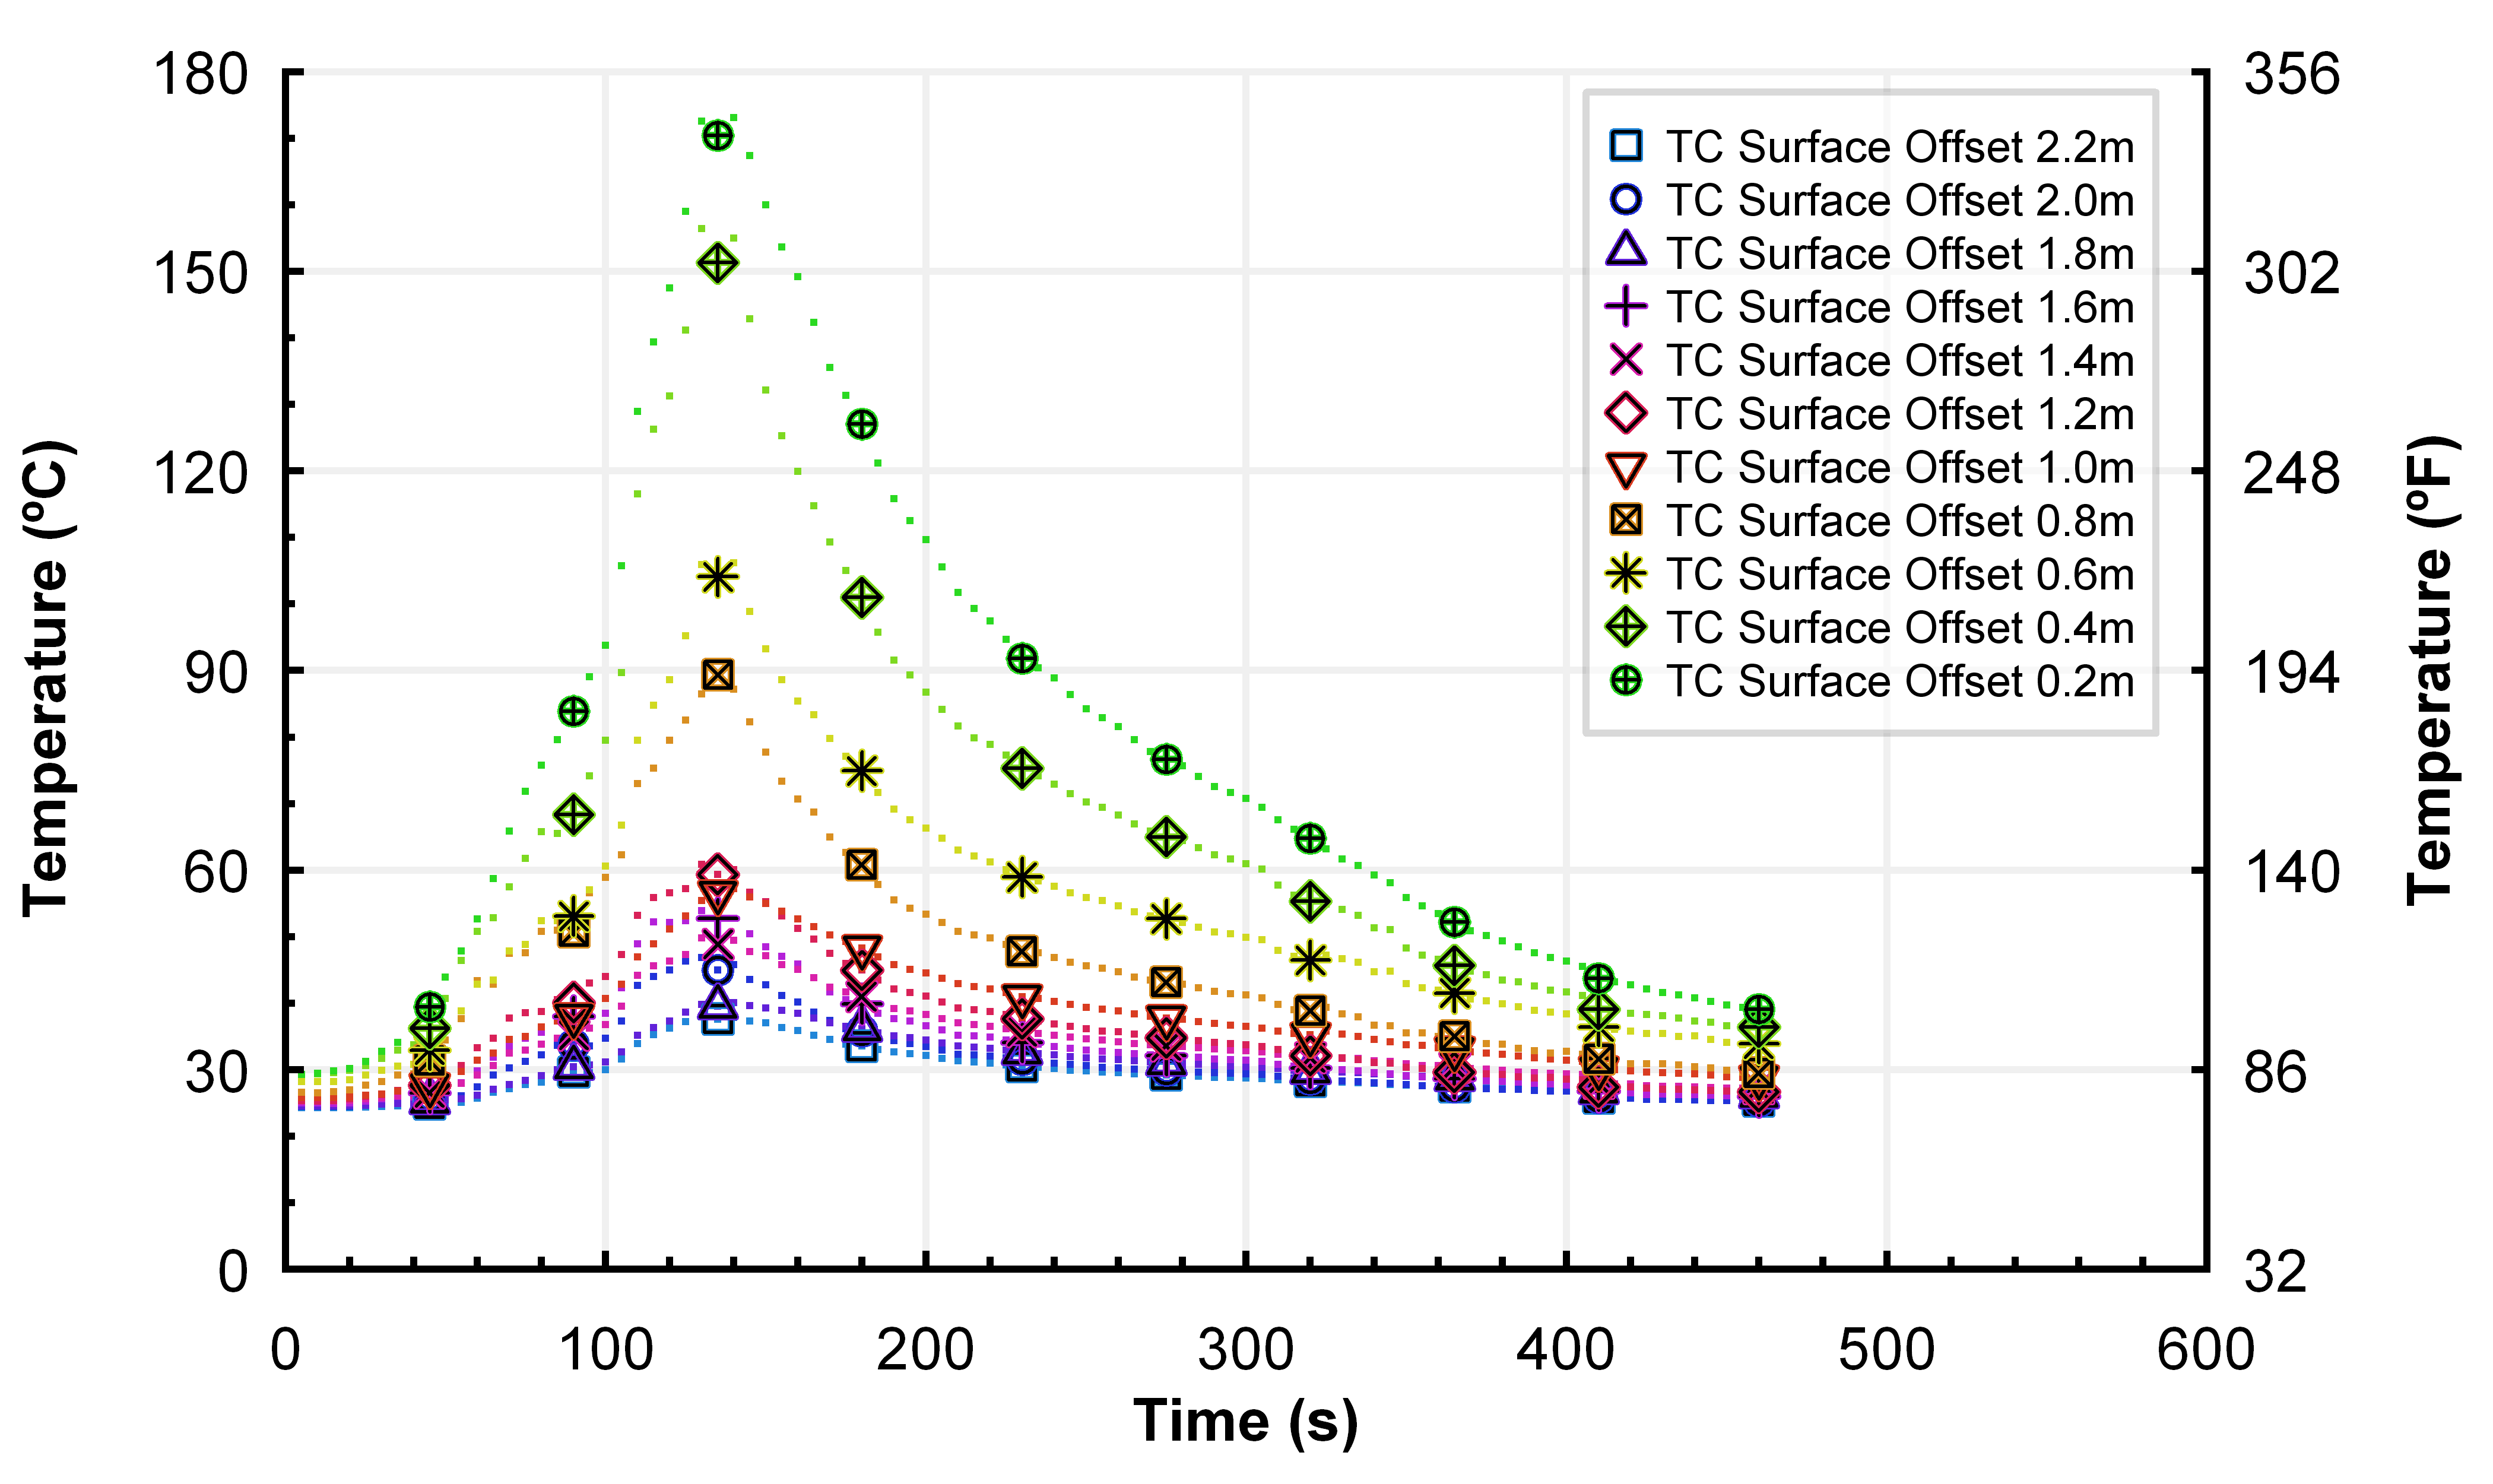 180
150
120
90
60
30
0
Temperature (ºC)
356
302
248
194
140
86
32
Temperature (ºF)
TC Surface Offset 2.2m
TC Surface Offset 2.0m
TC Surface Offset 1.8m
TC Surface Offset 1.6m
TC Surface Offset 1.4m
TC Surface Offset 1.2m
TC Surface Offset 1.0m
TC Surface Offset 0.8m
TC Surface Offset 0.6m
TC Surface Offset 0.4m
TC Surface Offset 0.2m
0 100 200 300 400 500 600
Time (s)